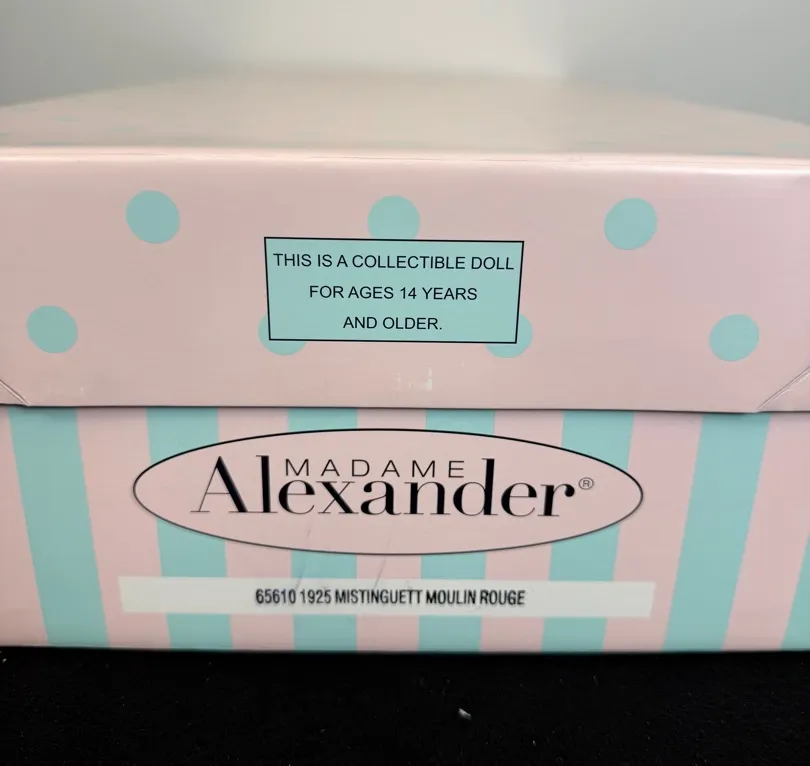 THIS IS A COLLECTIBLE DOLL
FOR AGES 14 YEARS
AND OLDER.
MADAME
Alexander®
65610 1925 MISTINGUETT MOULIN ROUGE